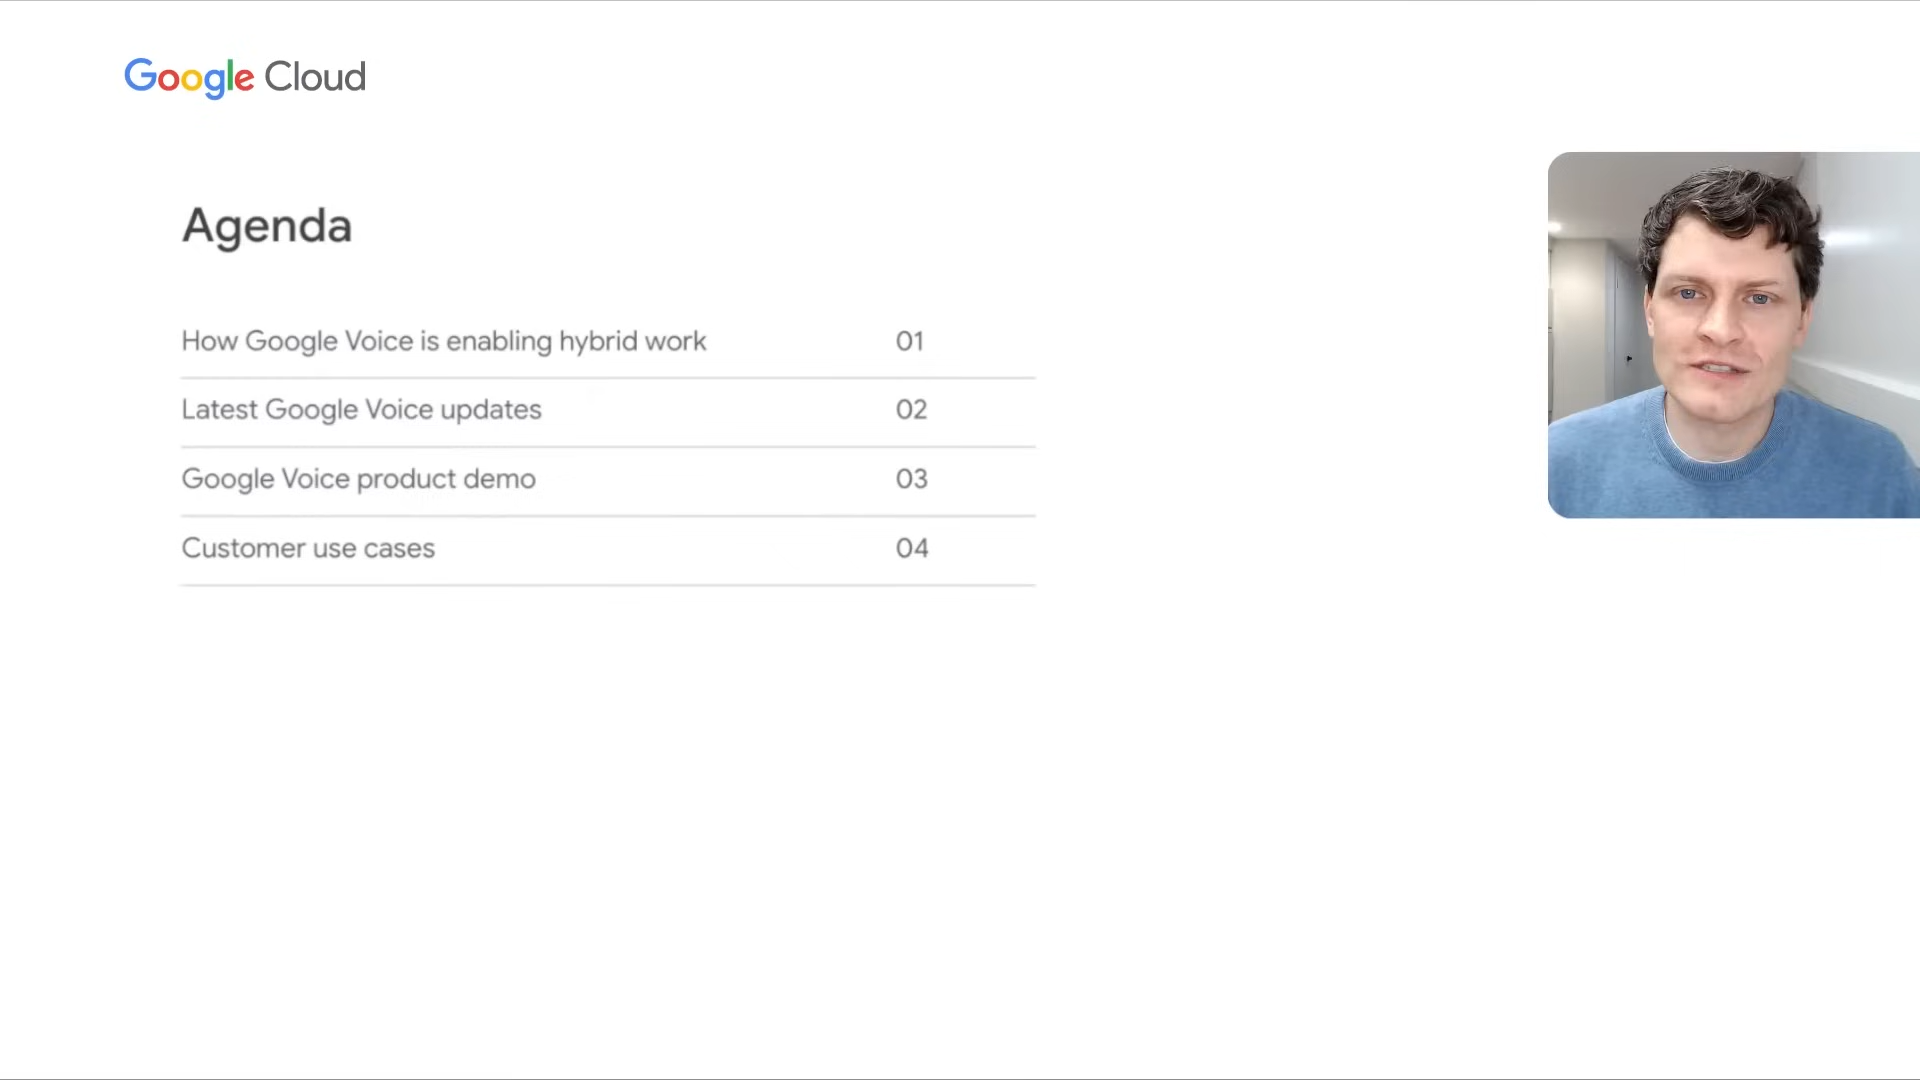 Google Cloud
Agenda
How Google Voice is enabling hybrid work 01
Latest Google Voice updates 02
Google Voice product demo 03
Customer use cases 04